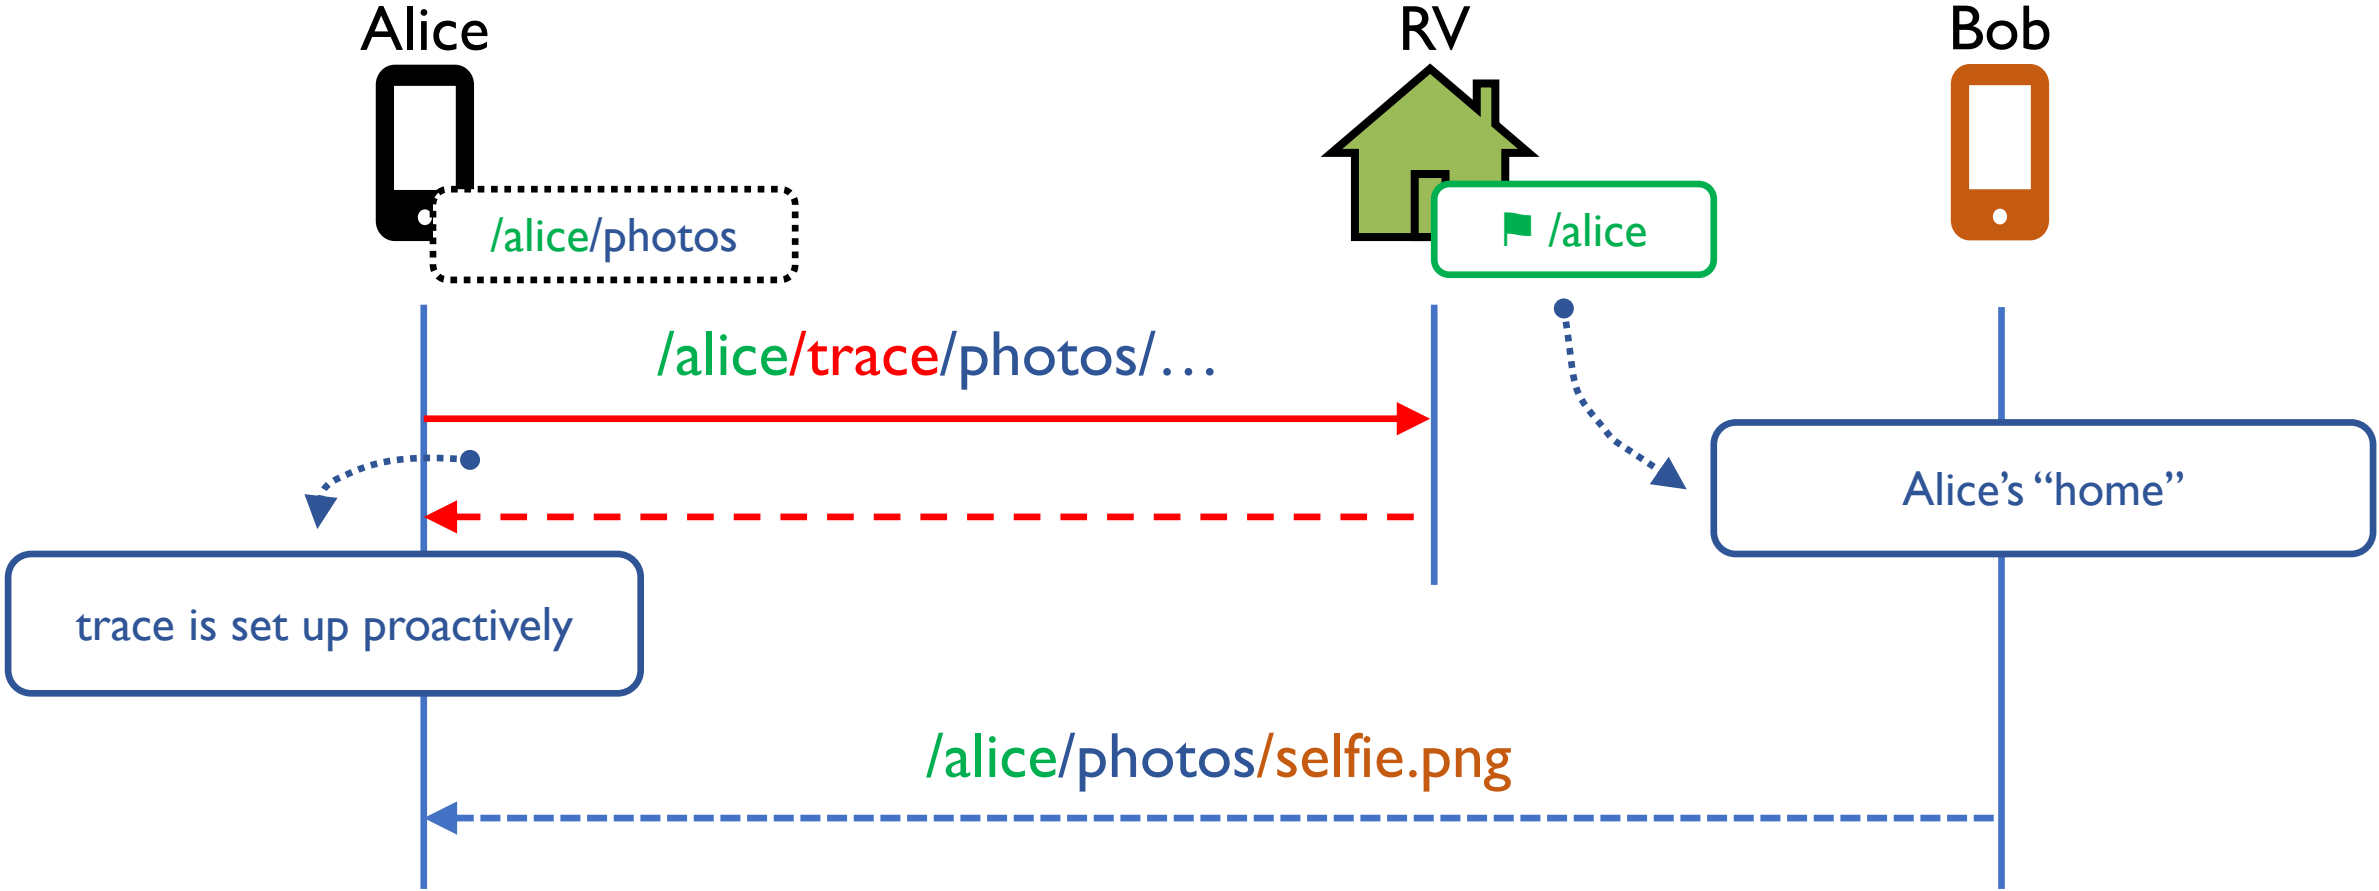 Alice
RV
Bob
/alice/photos
/alice
/alice/trace/photos/…
Alice’s “home”
trace is set up proactively
/alice/photos/selfie.png